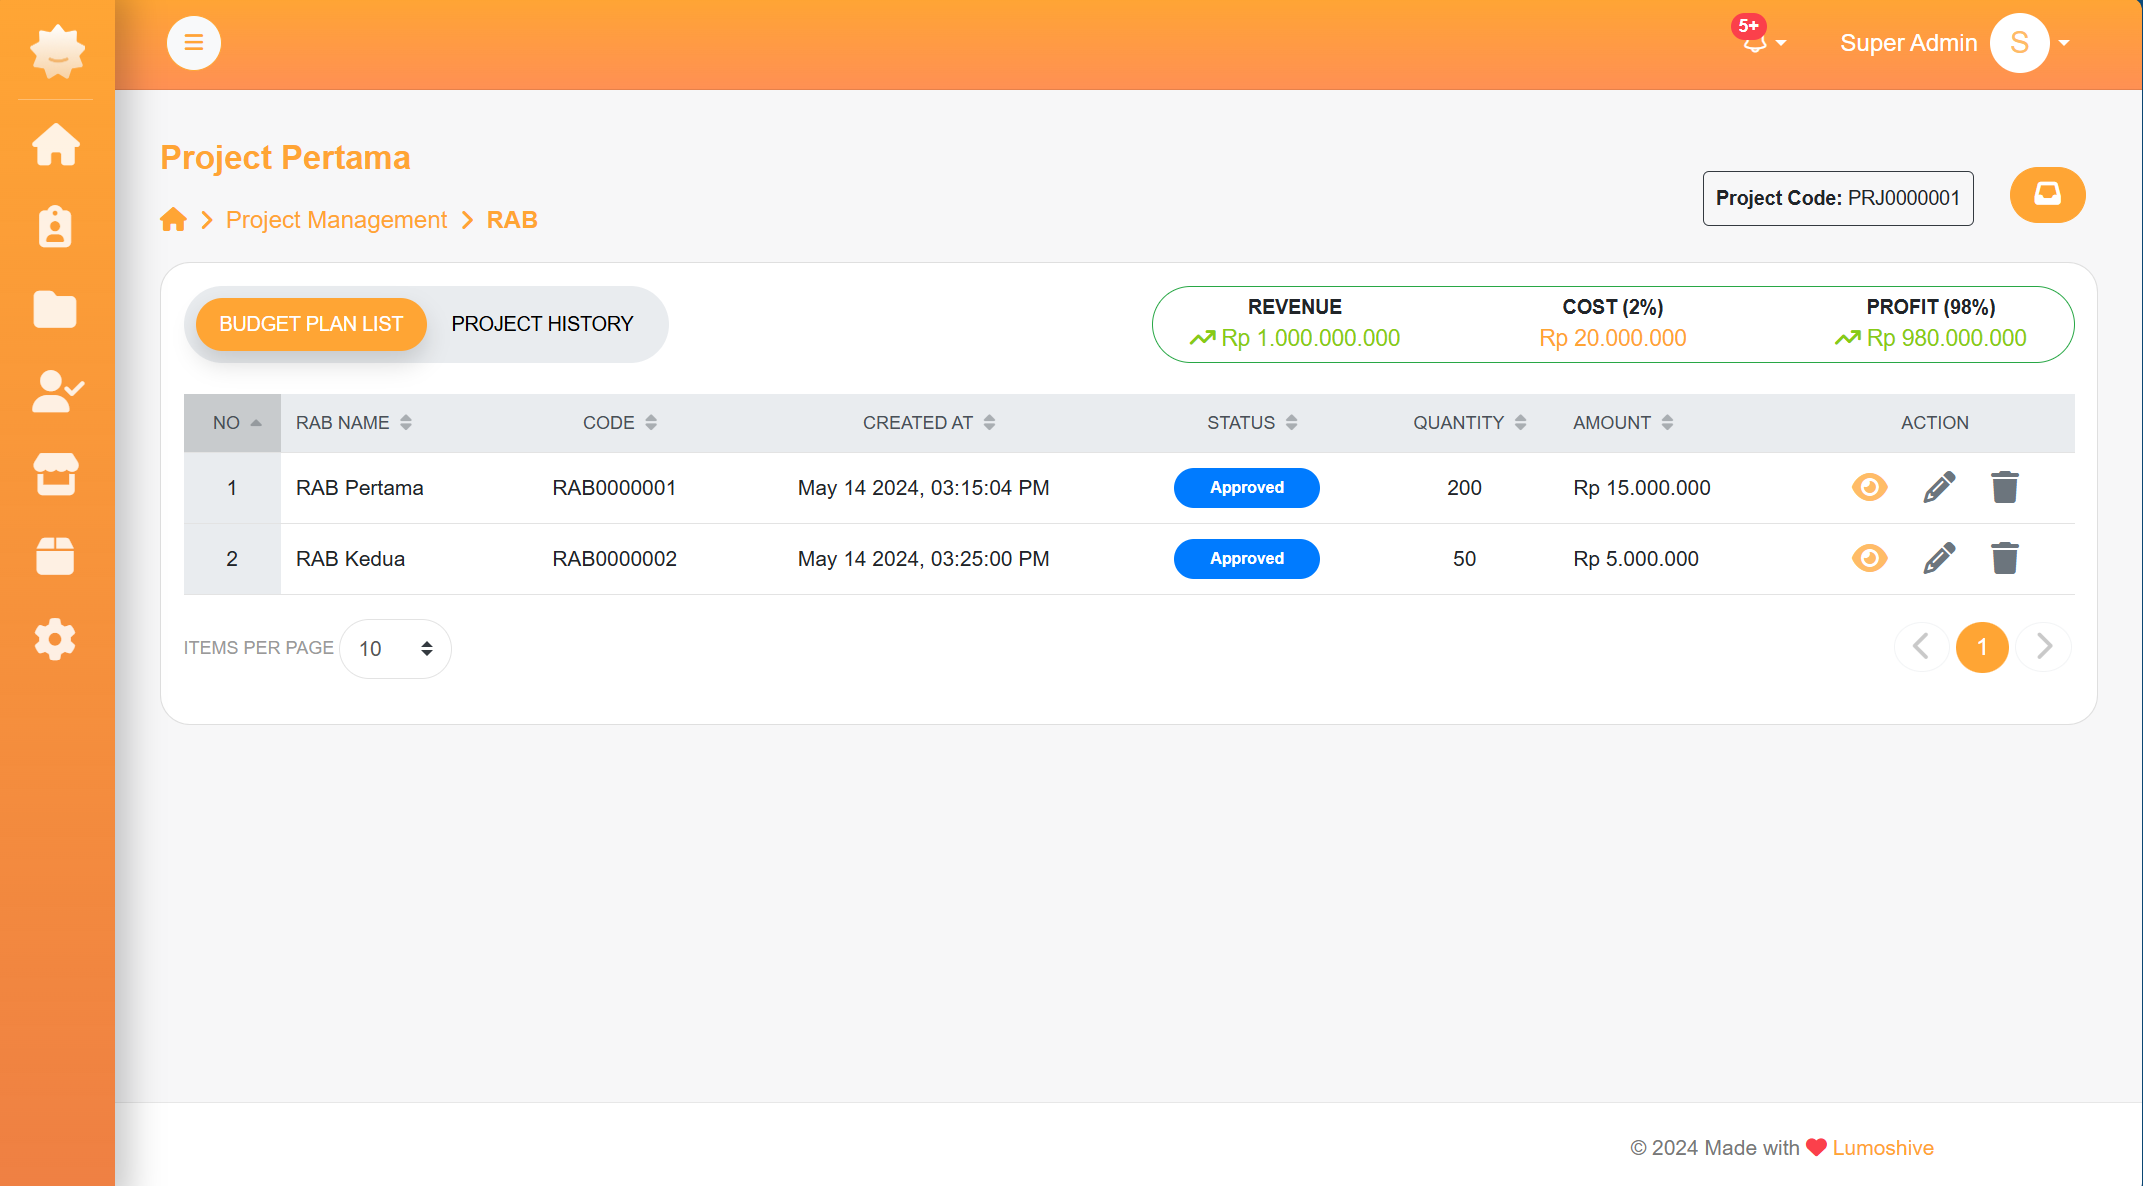 5+
Super Admin
S
Project Pertama
Project Management
RAB
Project Code: PRJ0000001
BUDGET PLAN LIST
PROJECT HISTORY
REVENUE
Rp 1.000.000.000
COST (2%)
Rp 20.000.000
PROFIT (98%)
Rp 980.000.000
NO RAB NAME CODE CREATED AT STATUS QUANTITY AMOUNT ACTION
1 RAB Pertama RAB0000001 May 14 2024, 03:15:04 PM Approved 200 Rp 15.000.000
2 RAB Kedua RAB0000002 May 14 2024, 03:25:00 PM Approved 50 Rp 5.000.000
ITEMS PER PAGE 10
1
© 2024 Made with Lumoshive